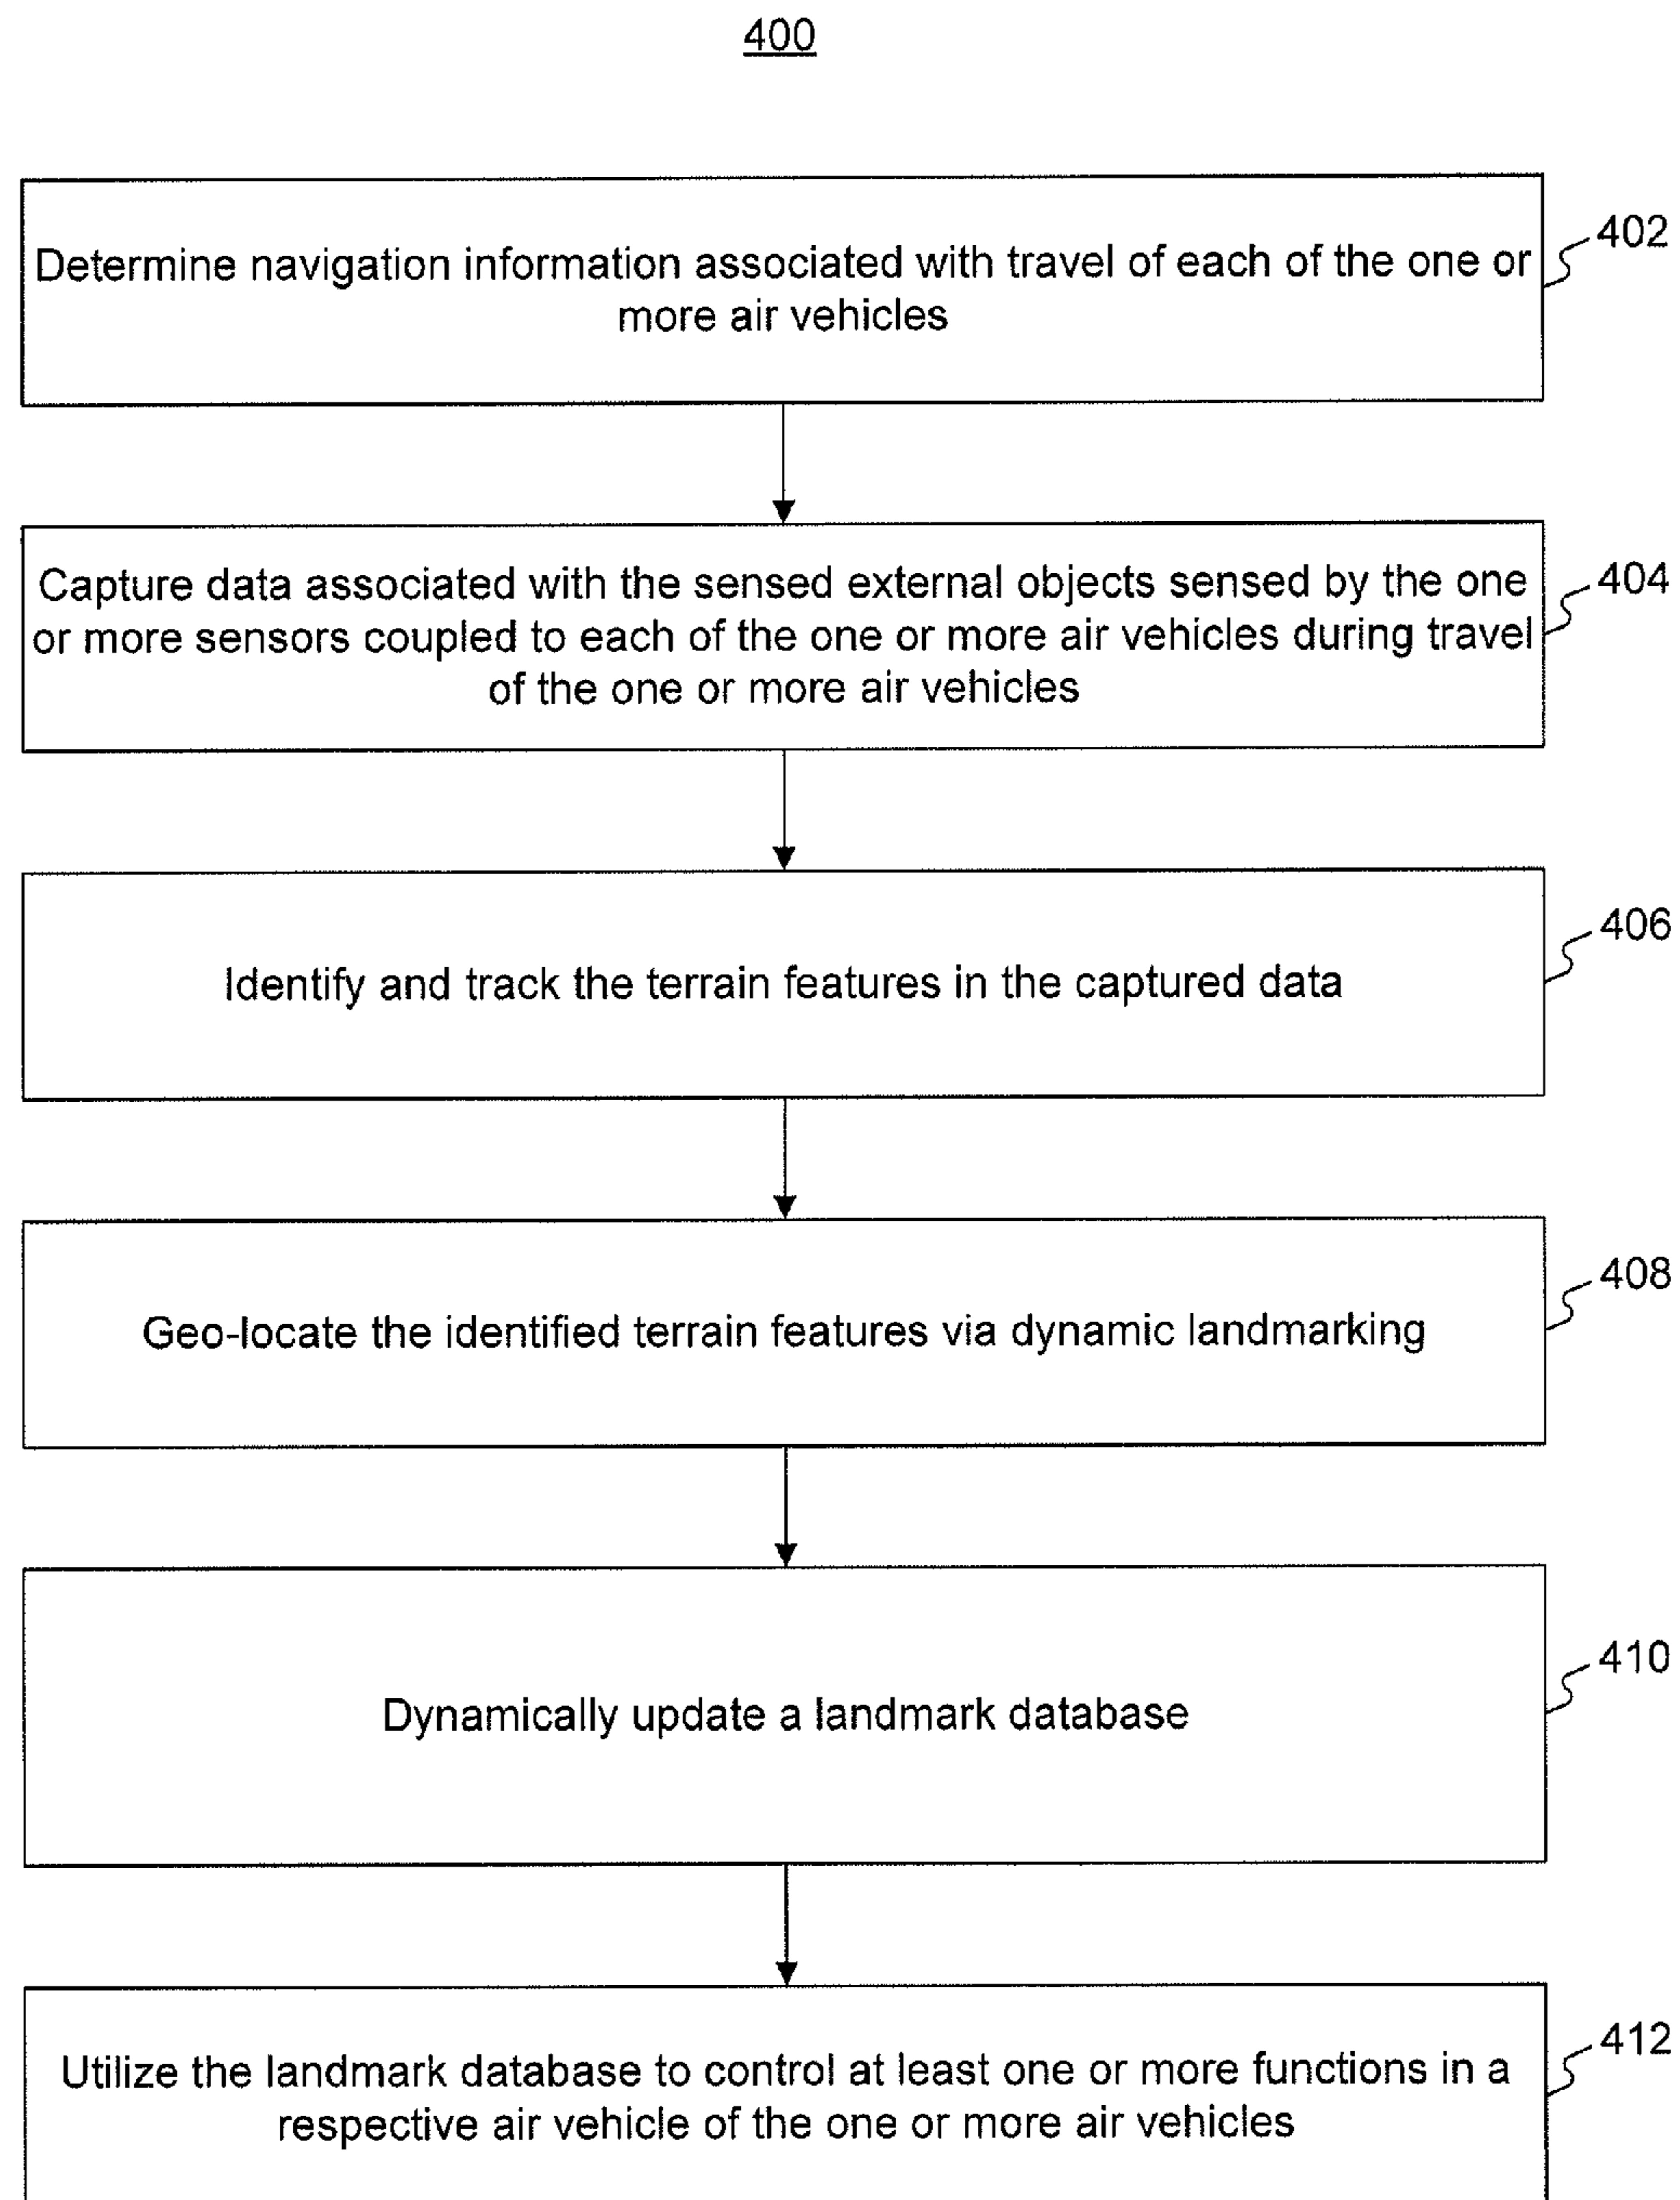 400
Determine navigation information associated with travel of each of the one or
more air vehicles
402
Capture data associated with the sensed external objects sensed by the one
or more sensors coupled to each of the one or more air vehicles during travel
of the one or more air vehicles
404
Identify and track the terrain features in the captured data
406
Geo-locate the identified terrain features via dynamic landmarking
408
Dynamically update a landmark database
410
Utilize the landmark database to control at least one or more functions in a
respective air vehicle of the one or more air vehicles
412